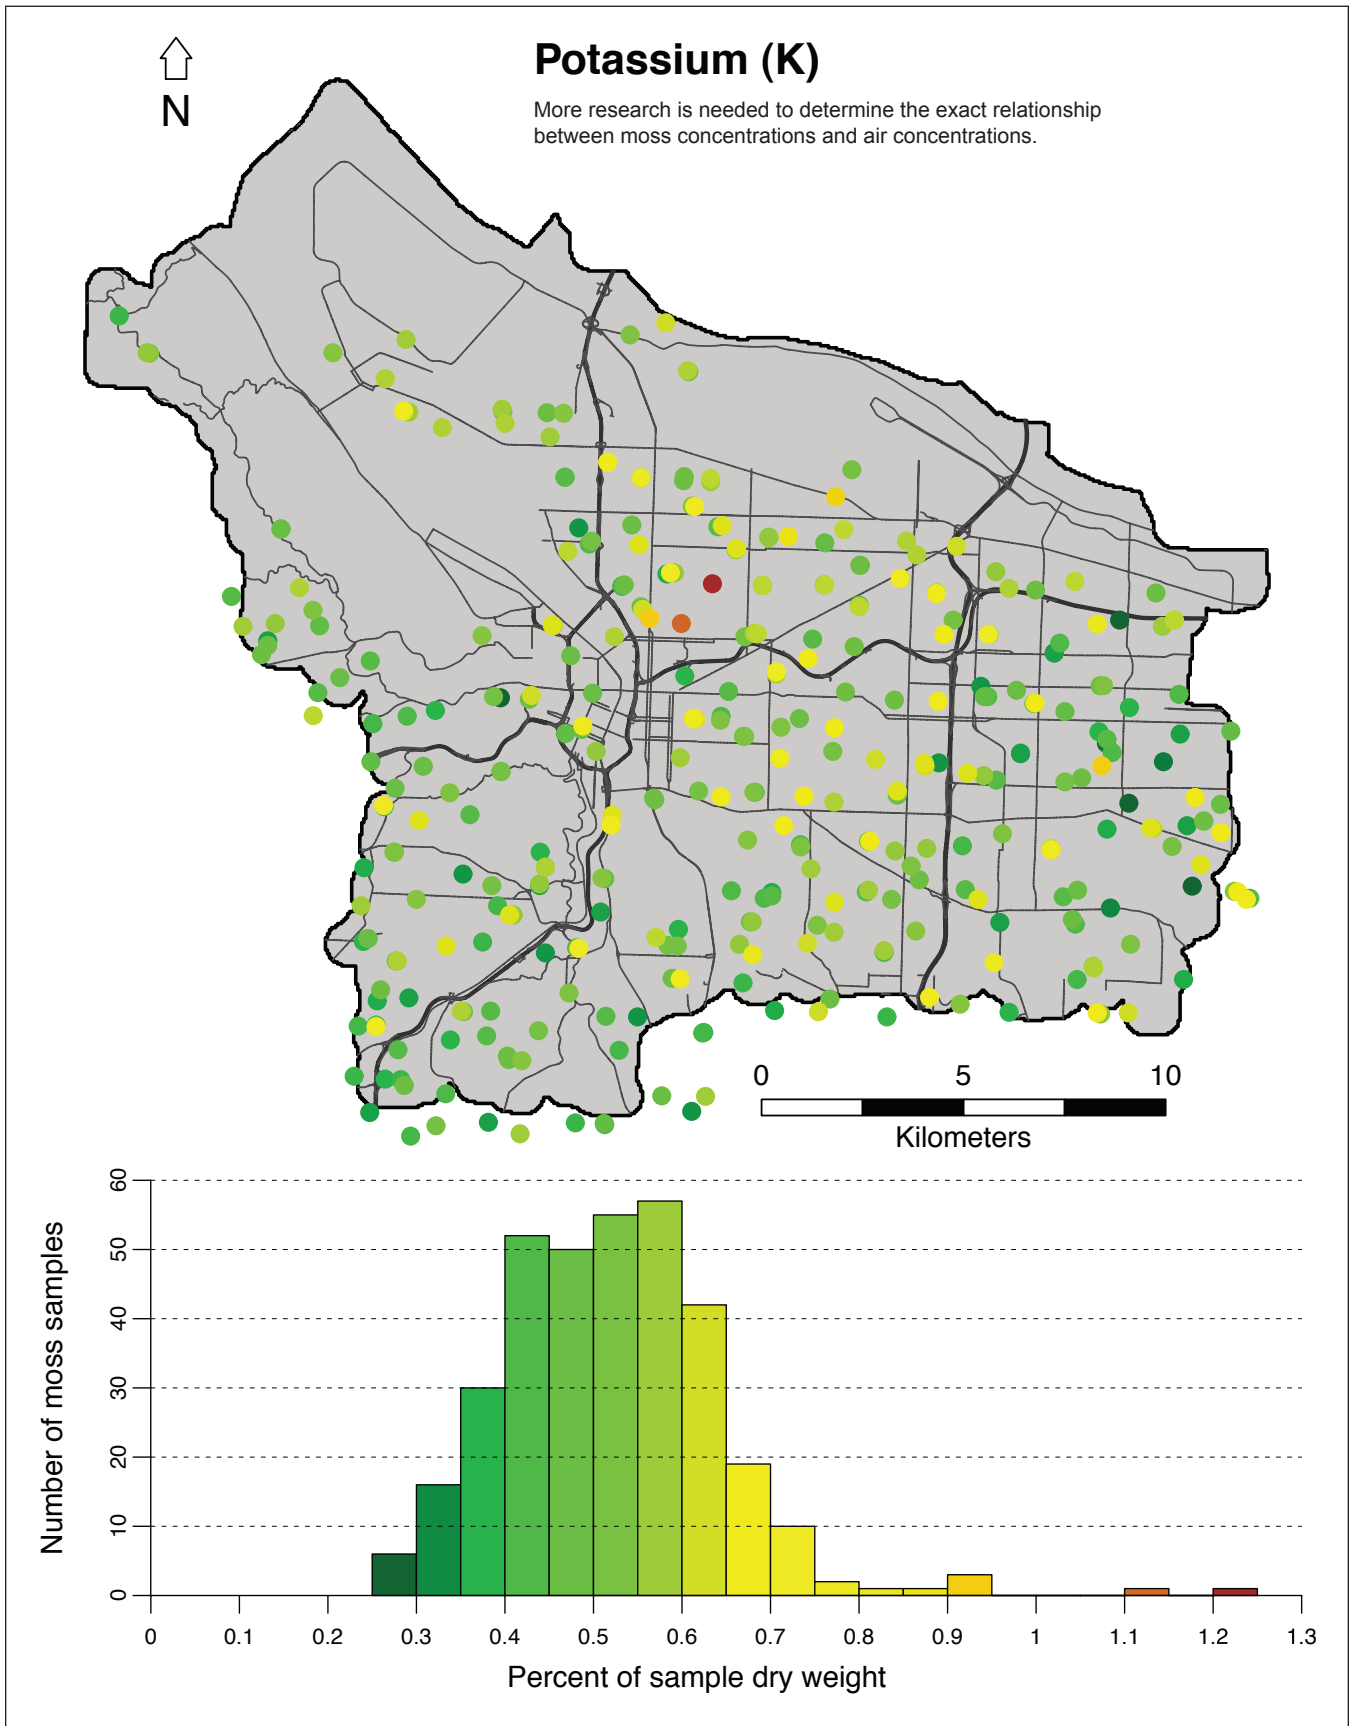 Potassium (K)
N
More research is needed to determine the exact relationship
between moss concentrations and air concentrations.
0 5 10
Kilometers
60
50
40
30
20
10
0
Number of moss samples
0 0.1 0.2 0.3 0.4 0.5 0.6 0.7 0.8 0.9 1 1.1 1.2 1.3
Percent of sample dry weight